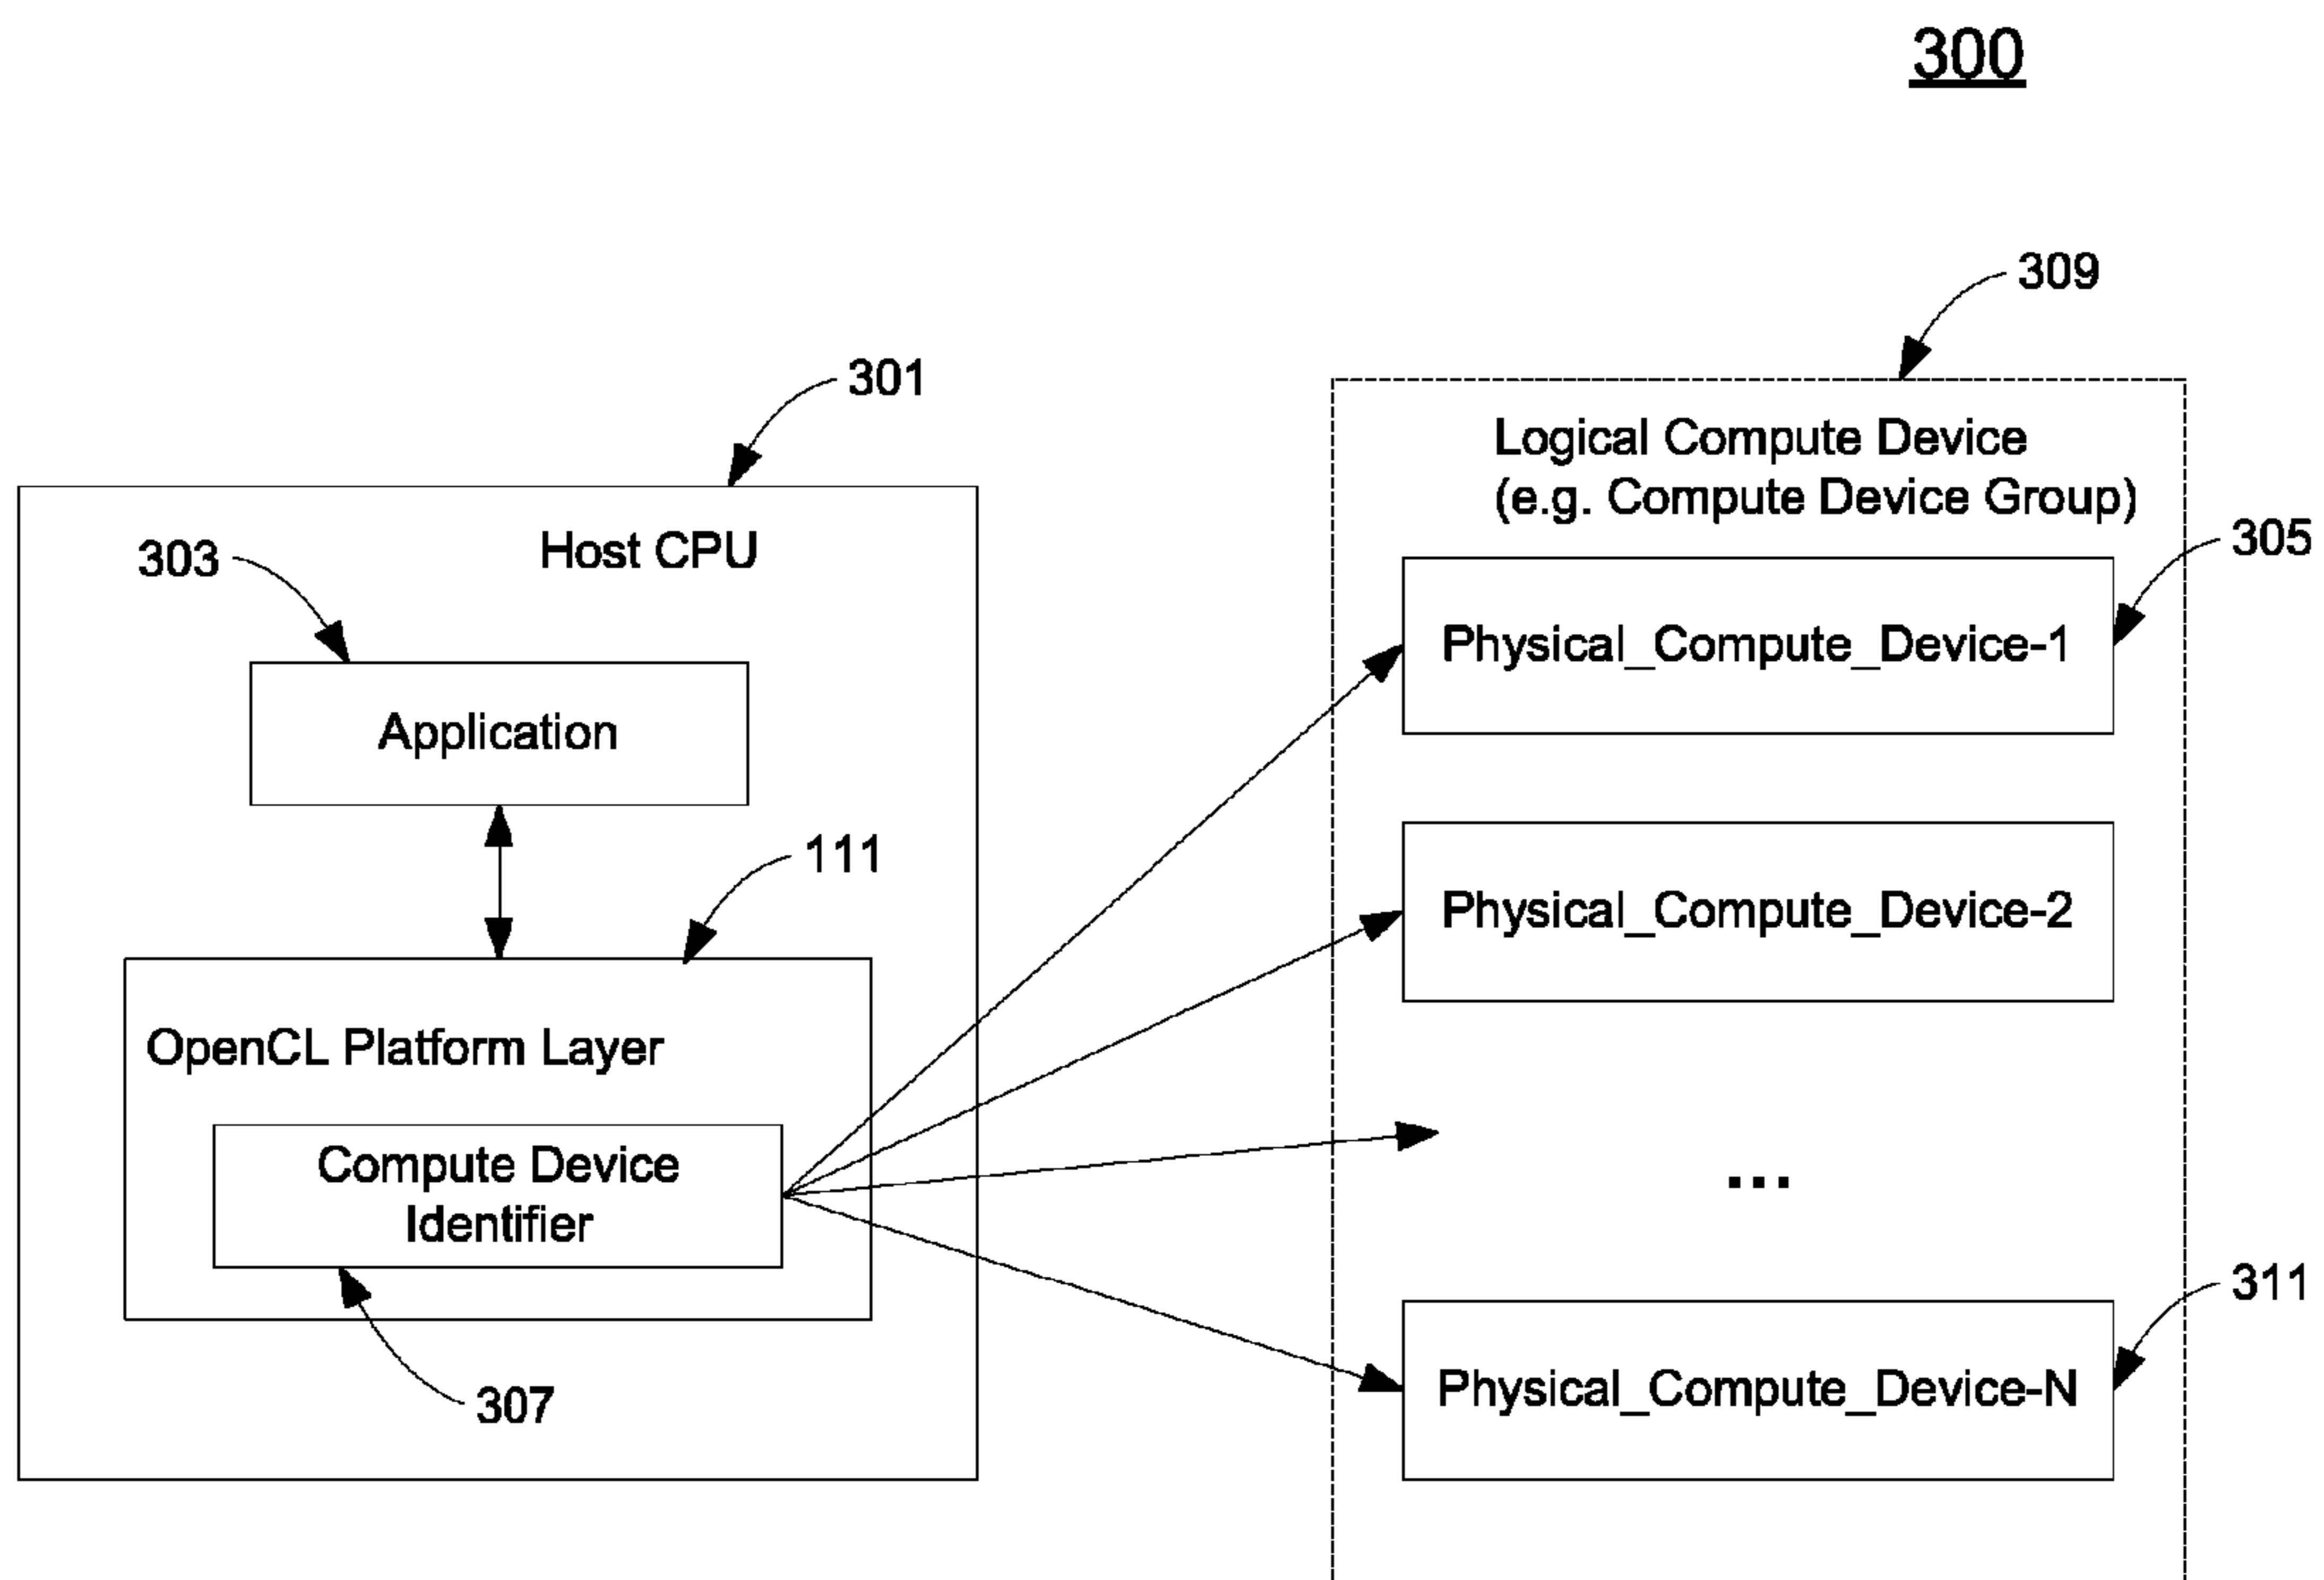 300
309
301
Logical Compute Device
(e.g. Compute Device Group)
Host CPU
303
305
Physical_Compute_Device-1
Application
111
Physical_Compute_Device-2
OpenCL Platform Layer
Compute Device
Identifier
...
311
307
Physical_Compute_Device-N